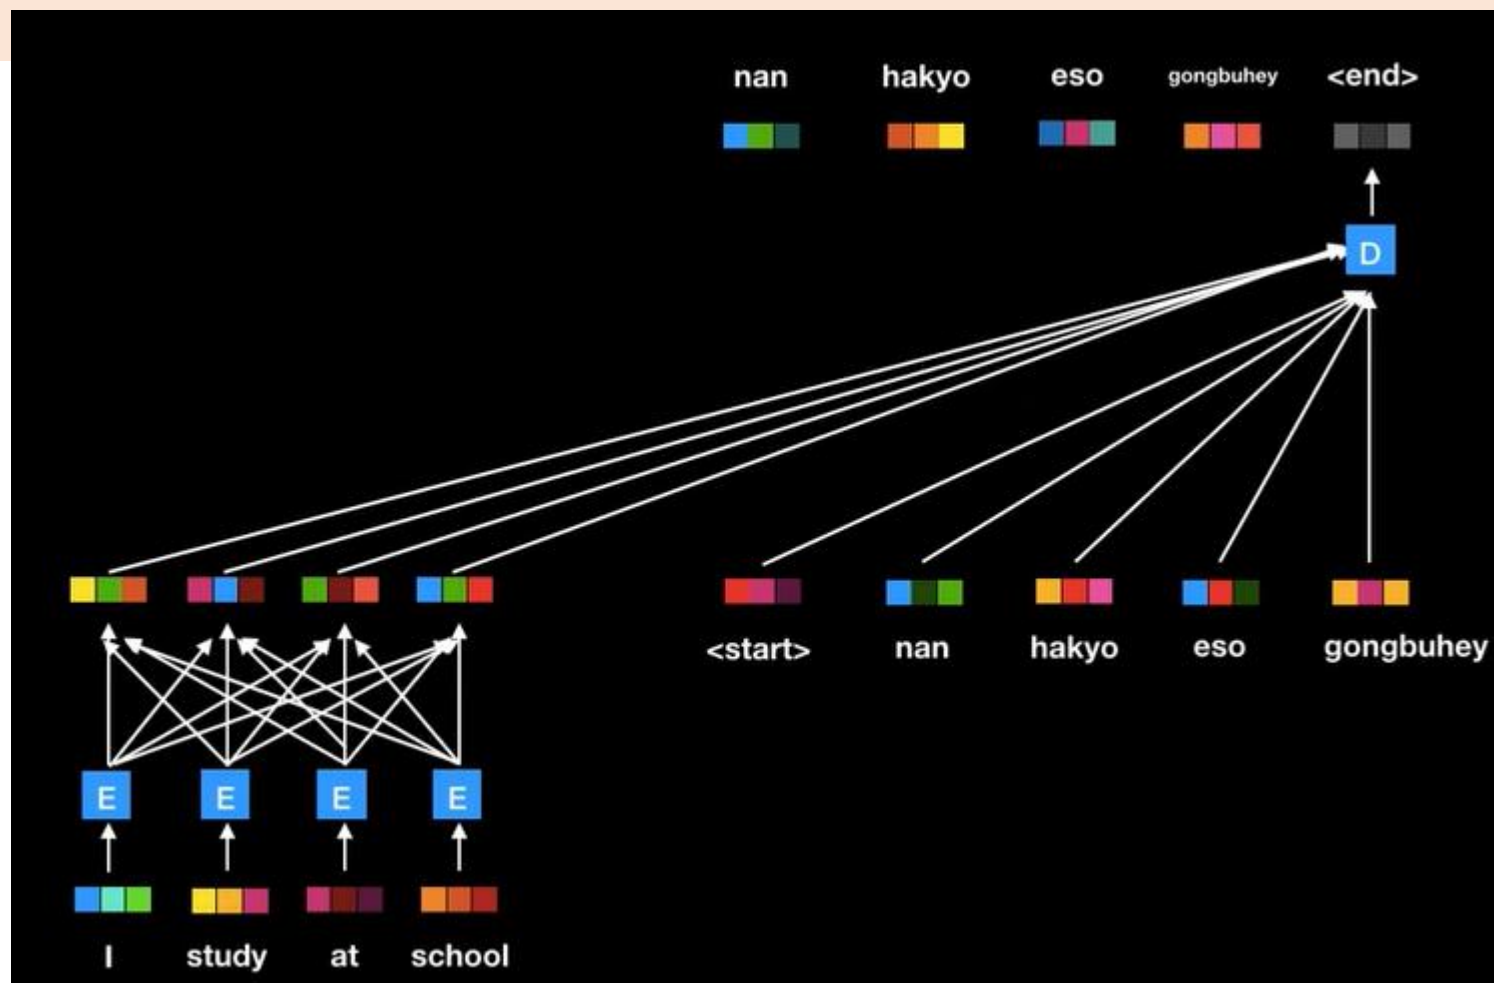 nan hakyo eso gongbuhey <end>
D
<start> nan hakyo eso gongbuhey
E E E E
I study at school